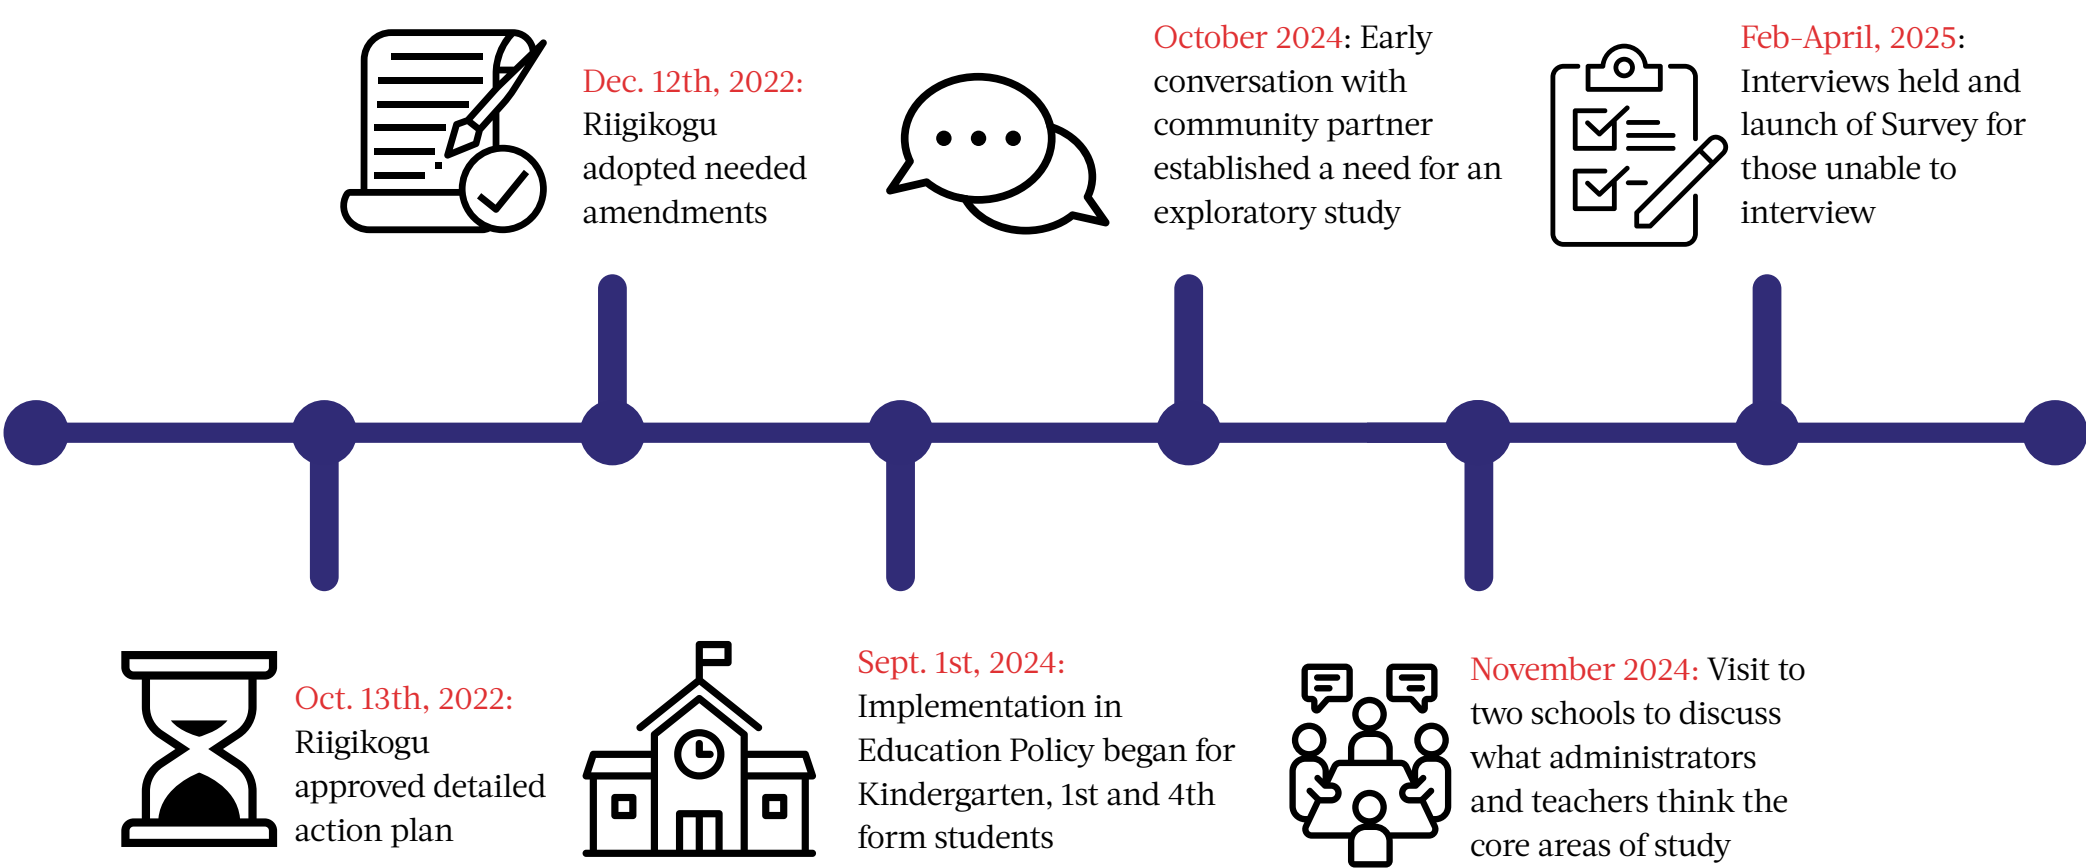 Dec. 12th, 2022:
Riigikogu
adopted needed
amendments
October 2024: Early
conversation with
community partner
established a need for an
exploratory study
Feb-April, 2025:
Interviews held and
launch of Survey for
those unable to
interview
Oct. 13th, 2022:
Riigikogu
approved detailed
action plan
Sept. 1st, 2024:
Implementation in
Education Policy began for
Kindergarten, 1st and 4th
form students
November 2024: Visit to
two schools to discuss
what administrators
and teachers think the
core areas of study